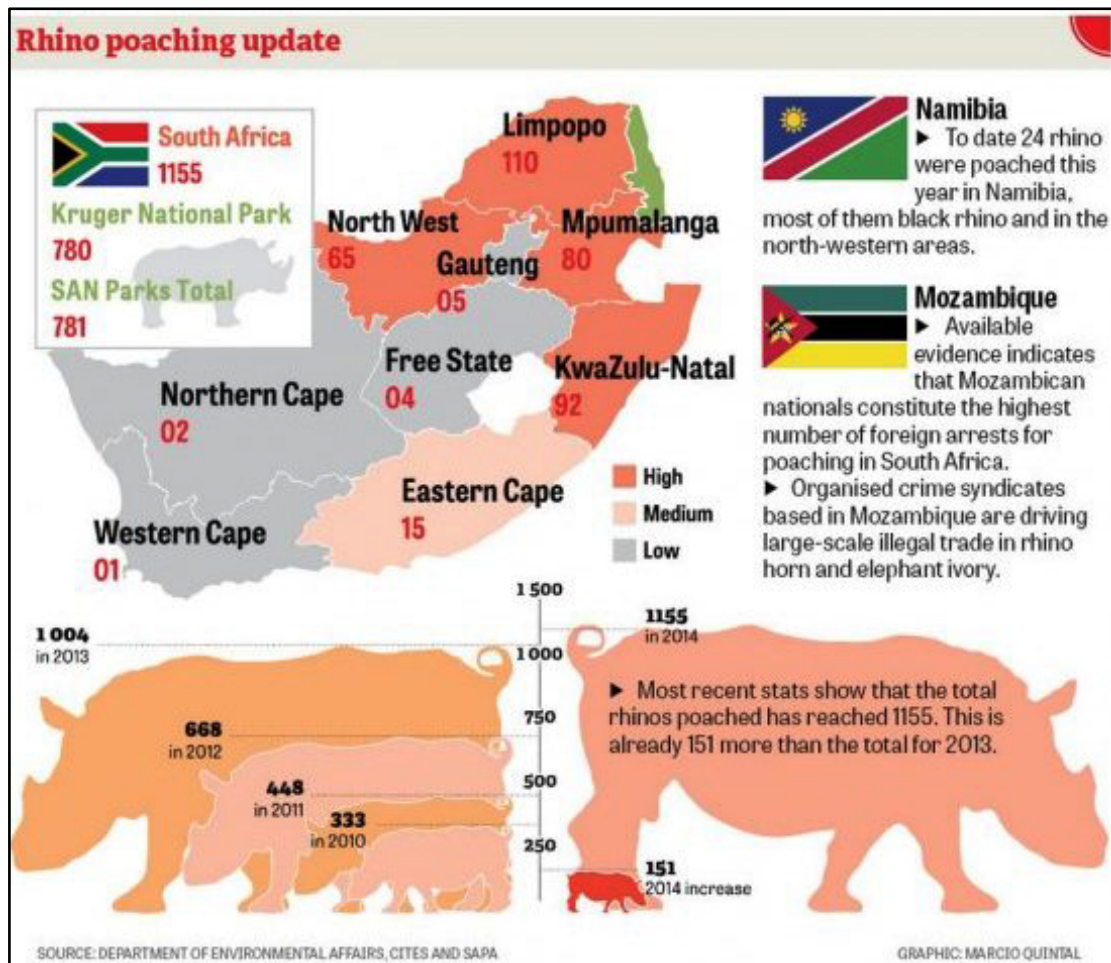 Rhino poaching update
South Africa
1155
Kruger National Park
780
SAN Parks Total
781
Limpopo
110
North West
65
Mpumalanga
80
Gauteng
05
Free State
04
KwaZulu-Natal
92
Northern Cape
02
Eastern Cape
15
Western Cape
01
High
Medium
Low
Namibia
► To date 24 rhino
were poached this
year in Namibia,
most of them black rhino and in the
north-western areas.
Mozambique
► Available
evidence indicates
that Mozambican
nationals constitute the highest
number of foreign arrests for
poaching in South Africa.
► Organised crime syndicates
based in Mozambique are driving
large-scale illegal trade in rhino
horn and elephant ivory.
1 004
in 2013
668
in 2012
448
in 2011
333
in 2010
1 500
1 000
750
500
250
1155
in 2014
► Most recent stats show that the total
rhinos poached has reached 1155. This is
already 151 more than the total for 2013.
151
2014 increase
SOURCE: DEPARTMENT OF ENVIRONMENTAL AFFAIRS, CITES AND SAPA
GRAPHIC: MARCIO QUINTAL